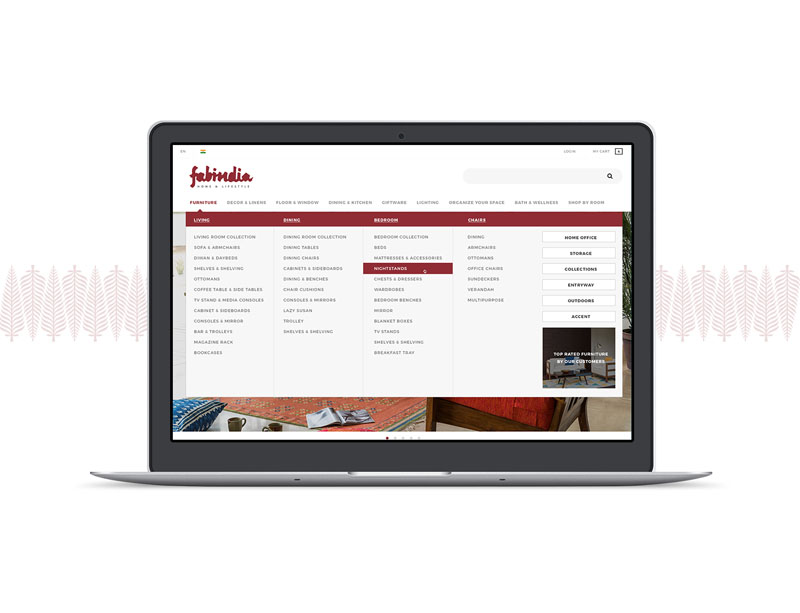 EN
LOGIN
MY CART
fabindia
HOME & LIFESTYLE
FURNITURE
DECOR & LINENS
FLOOR & WINDOW
DINING & KITCHEN
GIFTWARE
LIGHTING
ORGANIZE YOUR SPACE
BATH & WELLNESS
SHOP BY ROOM
LIVING
LIVING ROOM COLLECTION
SOFA & ARMCHAIRS
DIWAN & DAYBEDS
SHELVES & SHELVING
OTTOMANS
COFFEE TABLE & SIDE TABLES
TV STAND & MEDIA CONSOLES
CABINET & SIDEBOARDS
CONSOLES & MIRROR
BAR & TROLLEYS
MAGAZINE RACK
BOOKCASES
DINING
DINING ROOM COLLECTION
DINING TABLES
DINING CHAIRS
CABINETS & SIDEBOARDS
DINING & BENCHES
CHAIR CUSHIONS
CONSOLES & MIRRORS
LAZY SUSAN
TROLLEY
SHELVES & SHELVING
BEDROOM
BEDROOM COLLECTION
BEDS
MATTRESSES & ACCESSORIES
NIGHTSTANDS
CHESTS & DRESSERS
WARDROBES
BEDROOM BENCHES
MIRROR
BLANKET BOXES
TV STANDS
SHELVES & SHELVING
BREAKFAST TRAY
CHAIRS
DINING
ARMCHAIRS
OTTOMANS
OFFICE CHAIRS
SUNDECKERS
VERANDAH
MULTIPURPOSE
HOME OFFICE
STORAGE
COLLECTIONS
ENTRYWAY
OUTDOORS
ACCENT
TOP RATED FURNITURE
BY OUR CUSTOMERS